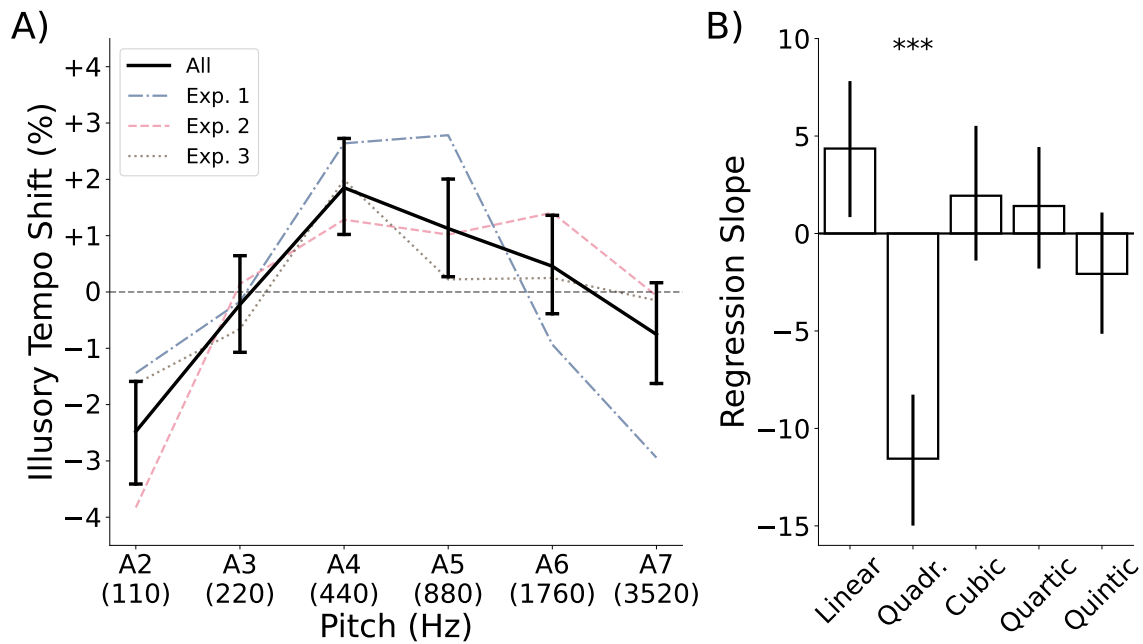 A)
Illusory Tempo Shift (%)
+4
+3
+2
+1
0
−1
−2
−3
−4
All
Exp. 1
Exp. 2
Exp. 3
A2 A3 A4 A5 A6 A7
(110) (220) (440) (880) (1760) (3520)
Pitch (Hz)
B)
Regression Slope
10
5
0
−5
−10
−15
***
Linear
Quadr.
Cubic
Quartic
Quintic